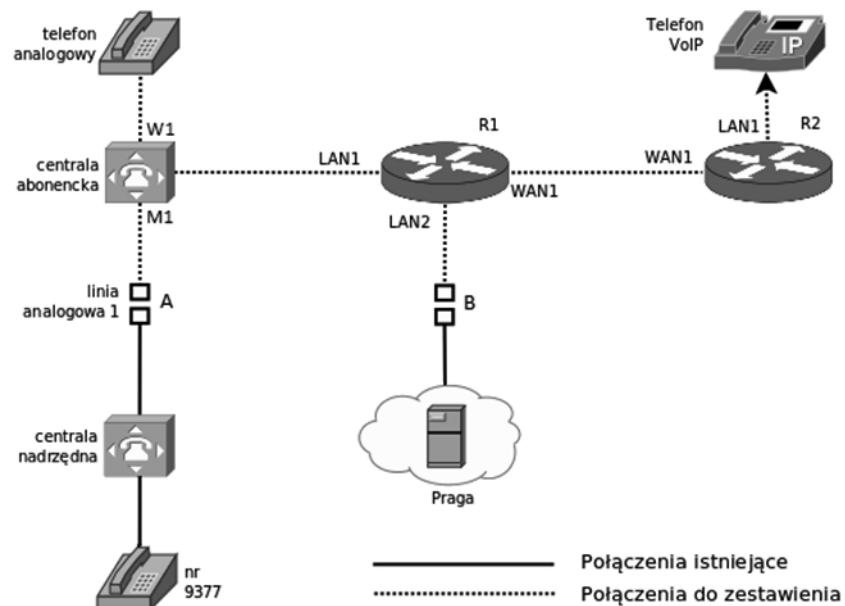 telefon
analogowy
Telefon
VoIP
IP
W1
R1
LAN1
R2
centrala
abonencka
LAN1
WAN1
WAN1
M1
LAN2
linia
analogowa 1
A
B
centrala
nadrzędna
Praga
nr
9377
Połączenia istniejące
Połączenia do zestawienia